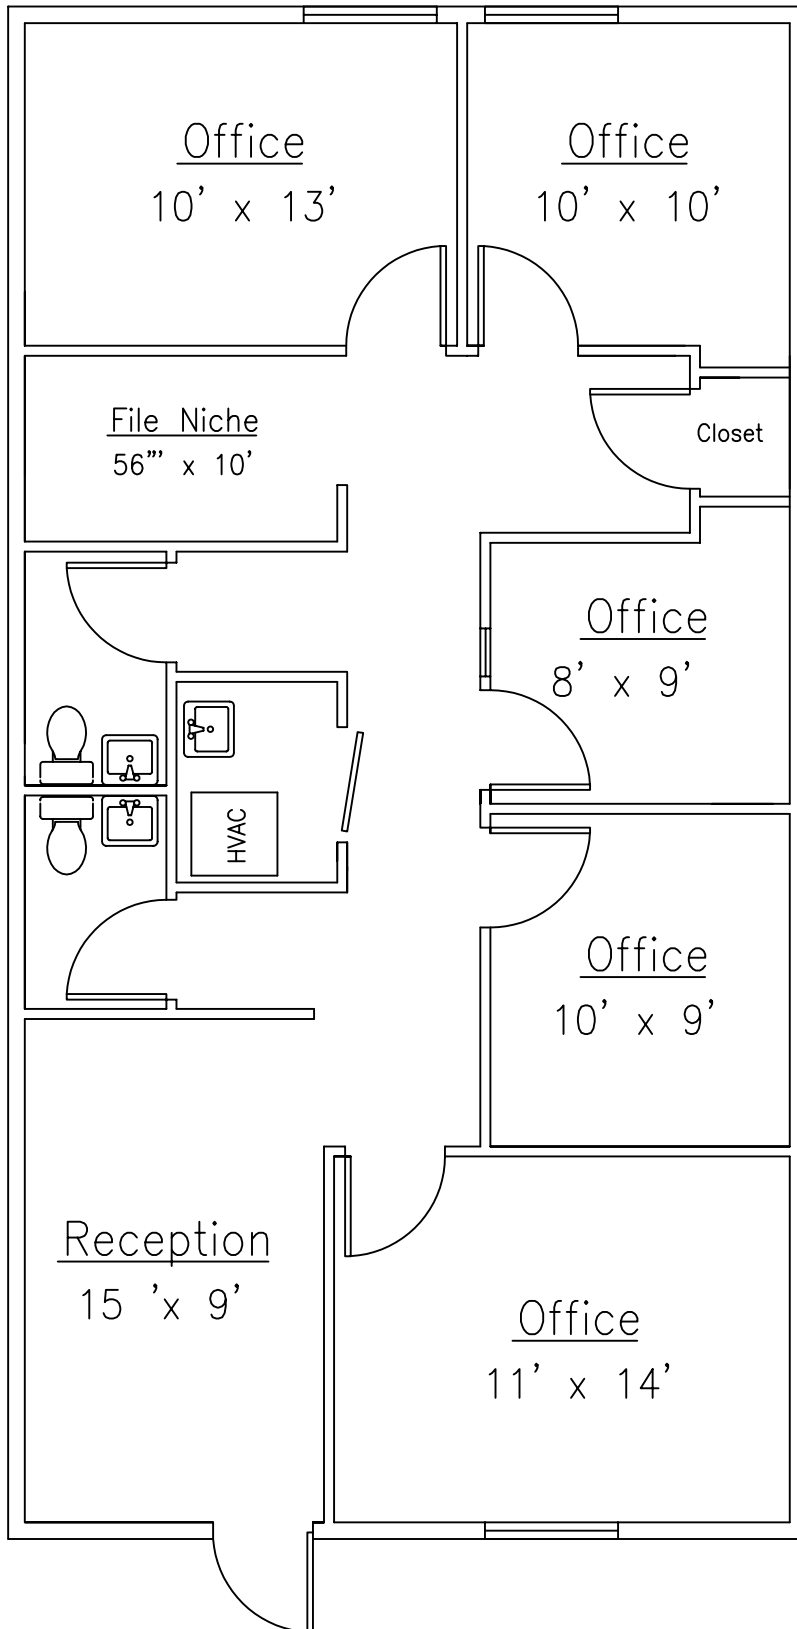 Office
10' x 13'
Office
10' x 10'
File Niche
56"' x 10'
Closet
Office
8' x 9'
HVAC
Office
10' x 9'
Reception
15 'x 9'
Office
11' x 14'